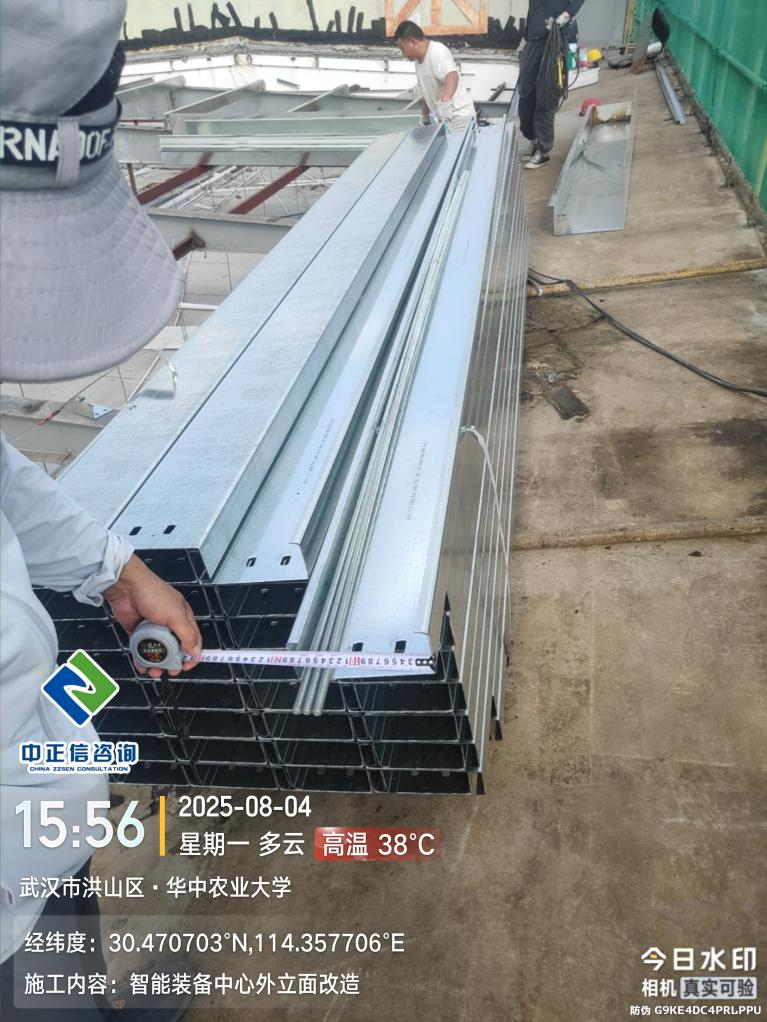 RNADOF
中正信咨询
CHINA ZZSEN CONSULTATION
15:56
2025-08-04
星期一 多云
高温 38°C
武汉市洪山区·华中农业大学
经纬度：30.470703°N,114.357706°E
施工内容：智能装备中心外立面改造
今日水印
相机 真实可验
防伪 G9KE4DC4PRLPPU